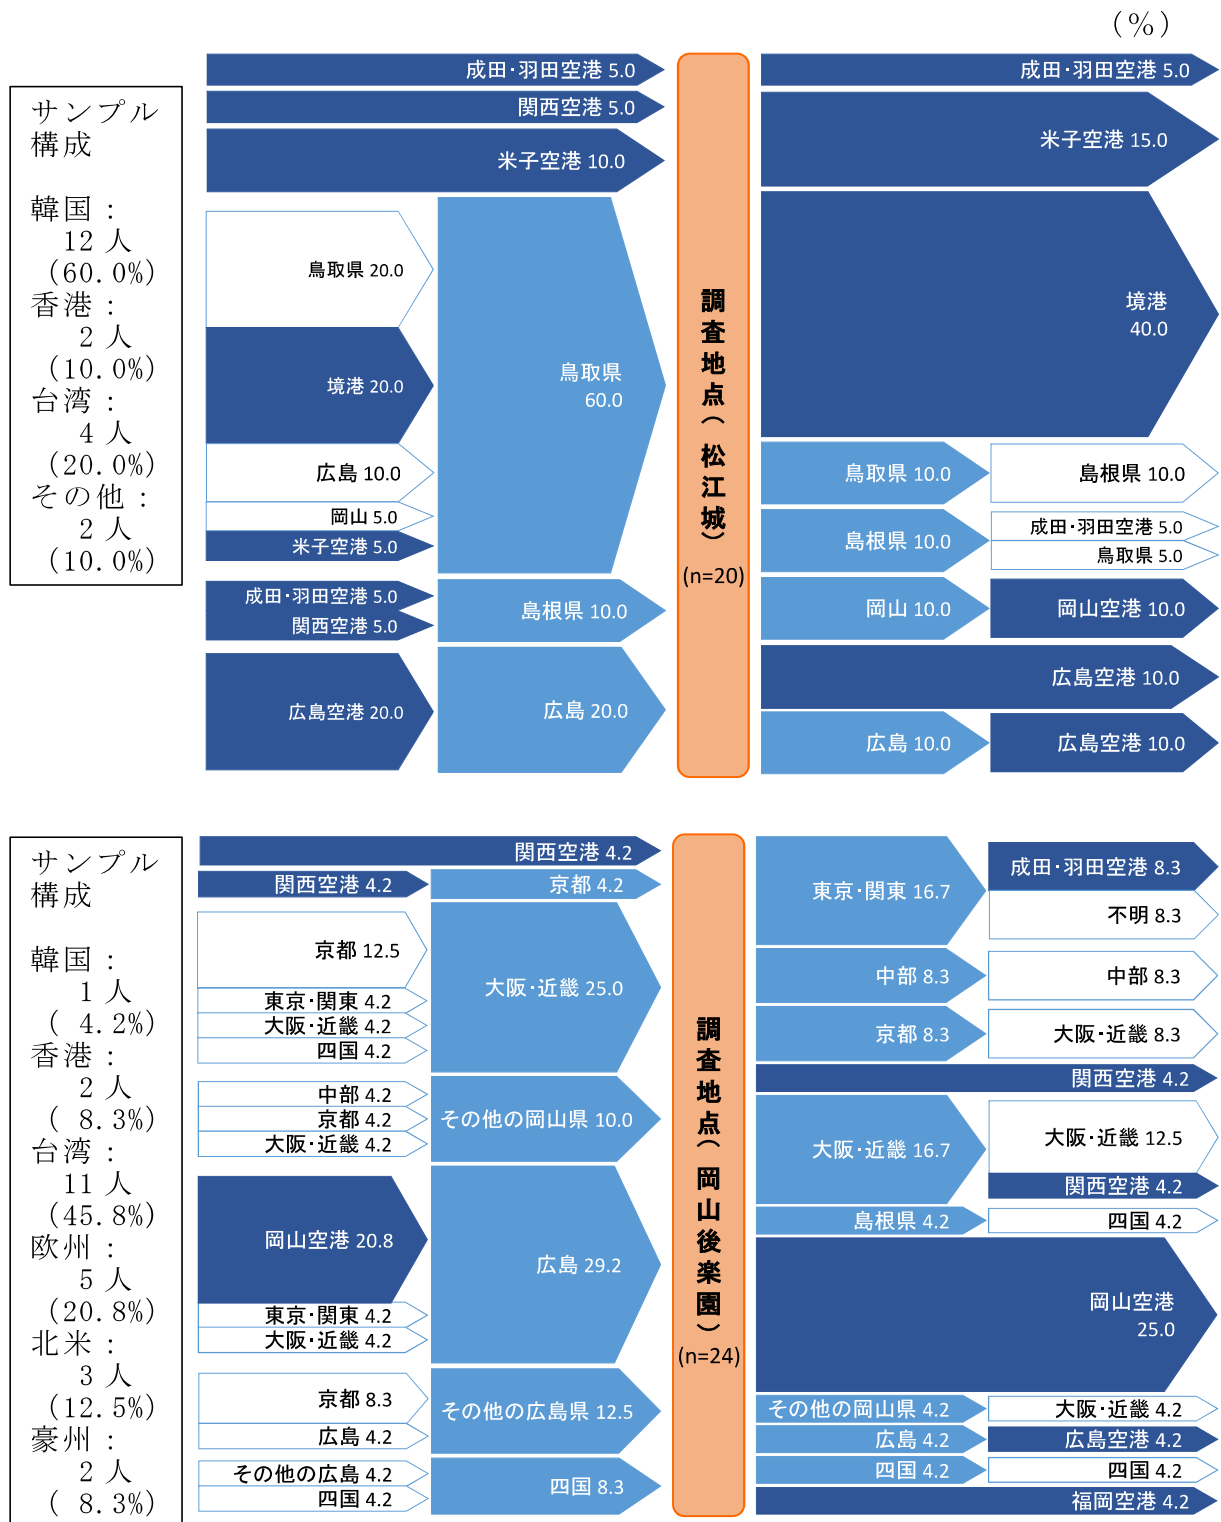 (%)
サンプル
構成
韓国：
12 人
(60.0%)
香港：
2 人
(10.0%)
台湾：
4 人
(20.0%)
その他：
2 人
(10.0%)
成田・羽田空港 5.0
関西空港 5.0
米子空港 10.0
鳥取県 20.0
境港 20.0
広島 10.0
岡山 5.0
米子空港 5.0
鳥取県
60.0
成田・羽田空港 5.0
関西空港 5.0
島根県 10.0
広島空港 20.0
広島 20.0
調査地点（松江城）
(n=20)
成田・羽田空港 5.0
米子空港 15.0
境港
40.0
鳥取県 10.0
島根県 10.0
島根県 10.0
成田・羽田空港 5.0
鳥取県 5.0
岡山 10.0
岡山空港 10.0
広島空港 10.0
広島 10.0
広島空港 10.0
サンプル
構成
韓国：
1 人
( 4.2%)
香港：
2 人
( 8.3%)
台湾：
11 人
(45.8%)
欧州：
5 人
(20.8%)
北米：
3 人
(12.5%)
豪州：
2 人
( 8.3%)
関西空港 4.2
関西空港 4.2
京都 4.2
京都 12.5
東京・関東 4.2
大阪・近畿 4.2
四国 4.2
大阪・近畿 25.0
中部 4.2
京都 4.2
大阪・近畿 4.2
その他の岡山県 10.0
岡山空港 20.8
東京・関東 4.2
大阪・近畿 4.2
広島 29.2
京都 8.3
広島 4.2
その他の広島県 12.5
その他の広島 4.2
四国 4.2
四国 8.3
調査地点（岡山後楽園）
(n=24)
東京・関東 16.7
成田・羽田空港 8.3
不明 8.3
中部 8.3
中部 8.3
京都 8.3
大阪・近畿 8.3
関西空港 4.2
大阪・近畿 16.7
大阪・近畿 12.5
関西空港 4.2
島根県 4.2
四国 4.2
岡山空港
25.0
その他の岡山県 4.2
大阪・近畿 4.2
広島 4.2
広島空港 4.2
四国 4.2
四国 4.2
福岡空港 4.2